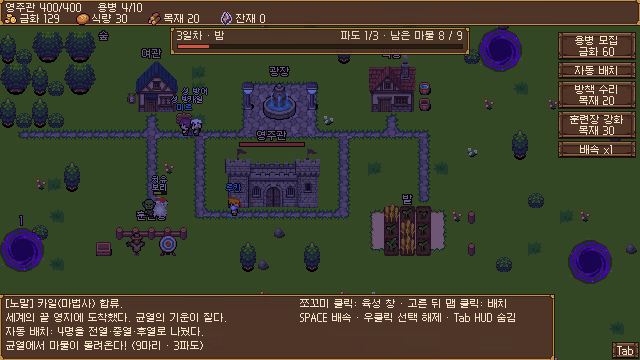 영주관 400/400 용병 4/10
금화 129 식량 30 목재 20 잔재 0
3일차 · 밤 파도 1/3 · 남은 마물 8 / 9
용병 모집
금화 60
자동 배치
방책 수리
목재 20
훈련장 강화
목재 30
배속 x1
숲
여관
광장
영주관
밭
1
[노말] 카일(마법사) 합류.
세계의 끝 영지에 도착했다. 균열의 기운이 짙다.
자동 배치: 4명을 전열·중열·후열로 나눴다.
균열에서 마물이 몰려온다! (9마리 · 3파도)
쪼꼬미 클릭: 육성 창 · 고른 뒤 맵 클릭: 배치
SPACE 배속 · 우클릭 선택 해제 · Tab HUD 숨김
Tab